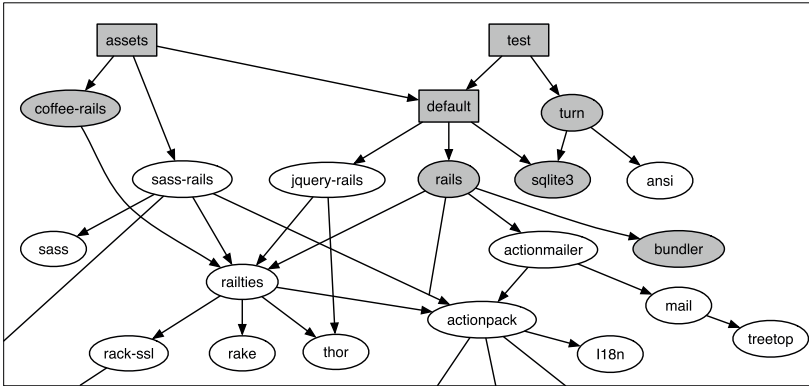 assets
test
coffee-rails
default
turn
sass-rails
jquery-rails
rails
sqlite3
ansi
sass
actionmailer
bundler
railties
actionpack
mail
rack-ssl
rake
thor
I18n
treetop